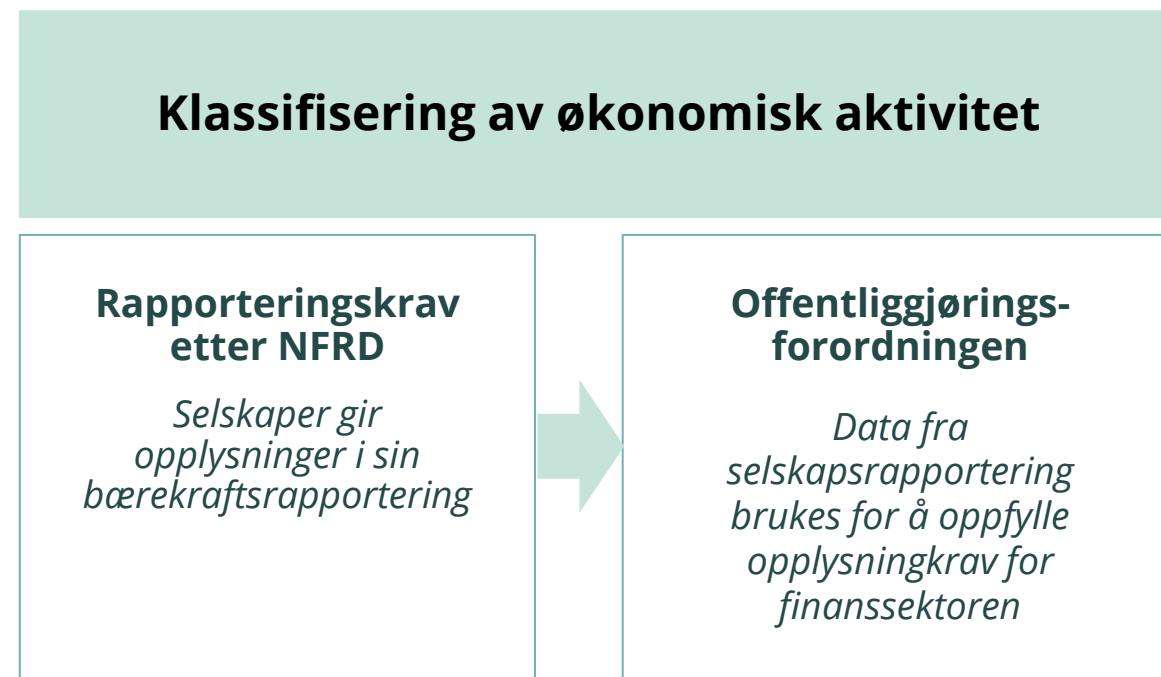 Klassifisering av økonomisk aktivitet
Rapporteringskrav
etter NFRD
Selskaper gir
opplysninger i sin
bærekraftsrapportering
Offentliggjørings-
forordningen
Data fra
selskapsrapportering
brukes for å oppfylle
opplysningkrav for
finanssektoren